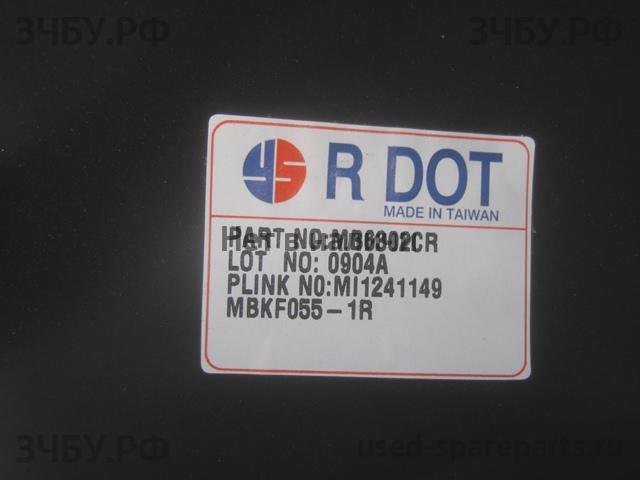 ЗЧБУ.РФ ЗЧБУ.РФ
YS R DOT
MADE IN TAIWAN
PART NO:
LOT NO: 0904A
PLINK NO:MI1241149
MBKF055-1R
ЗЧБУ.РФ used-spareparts.ru